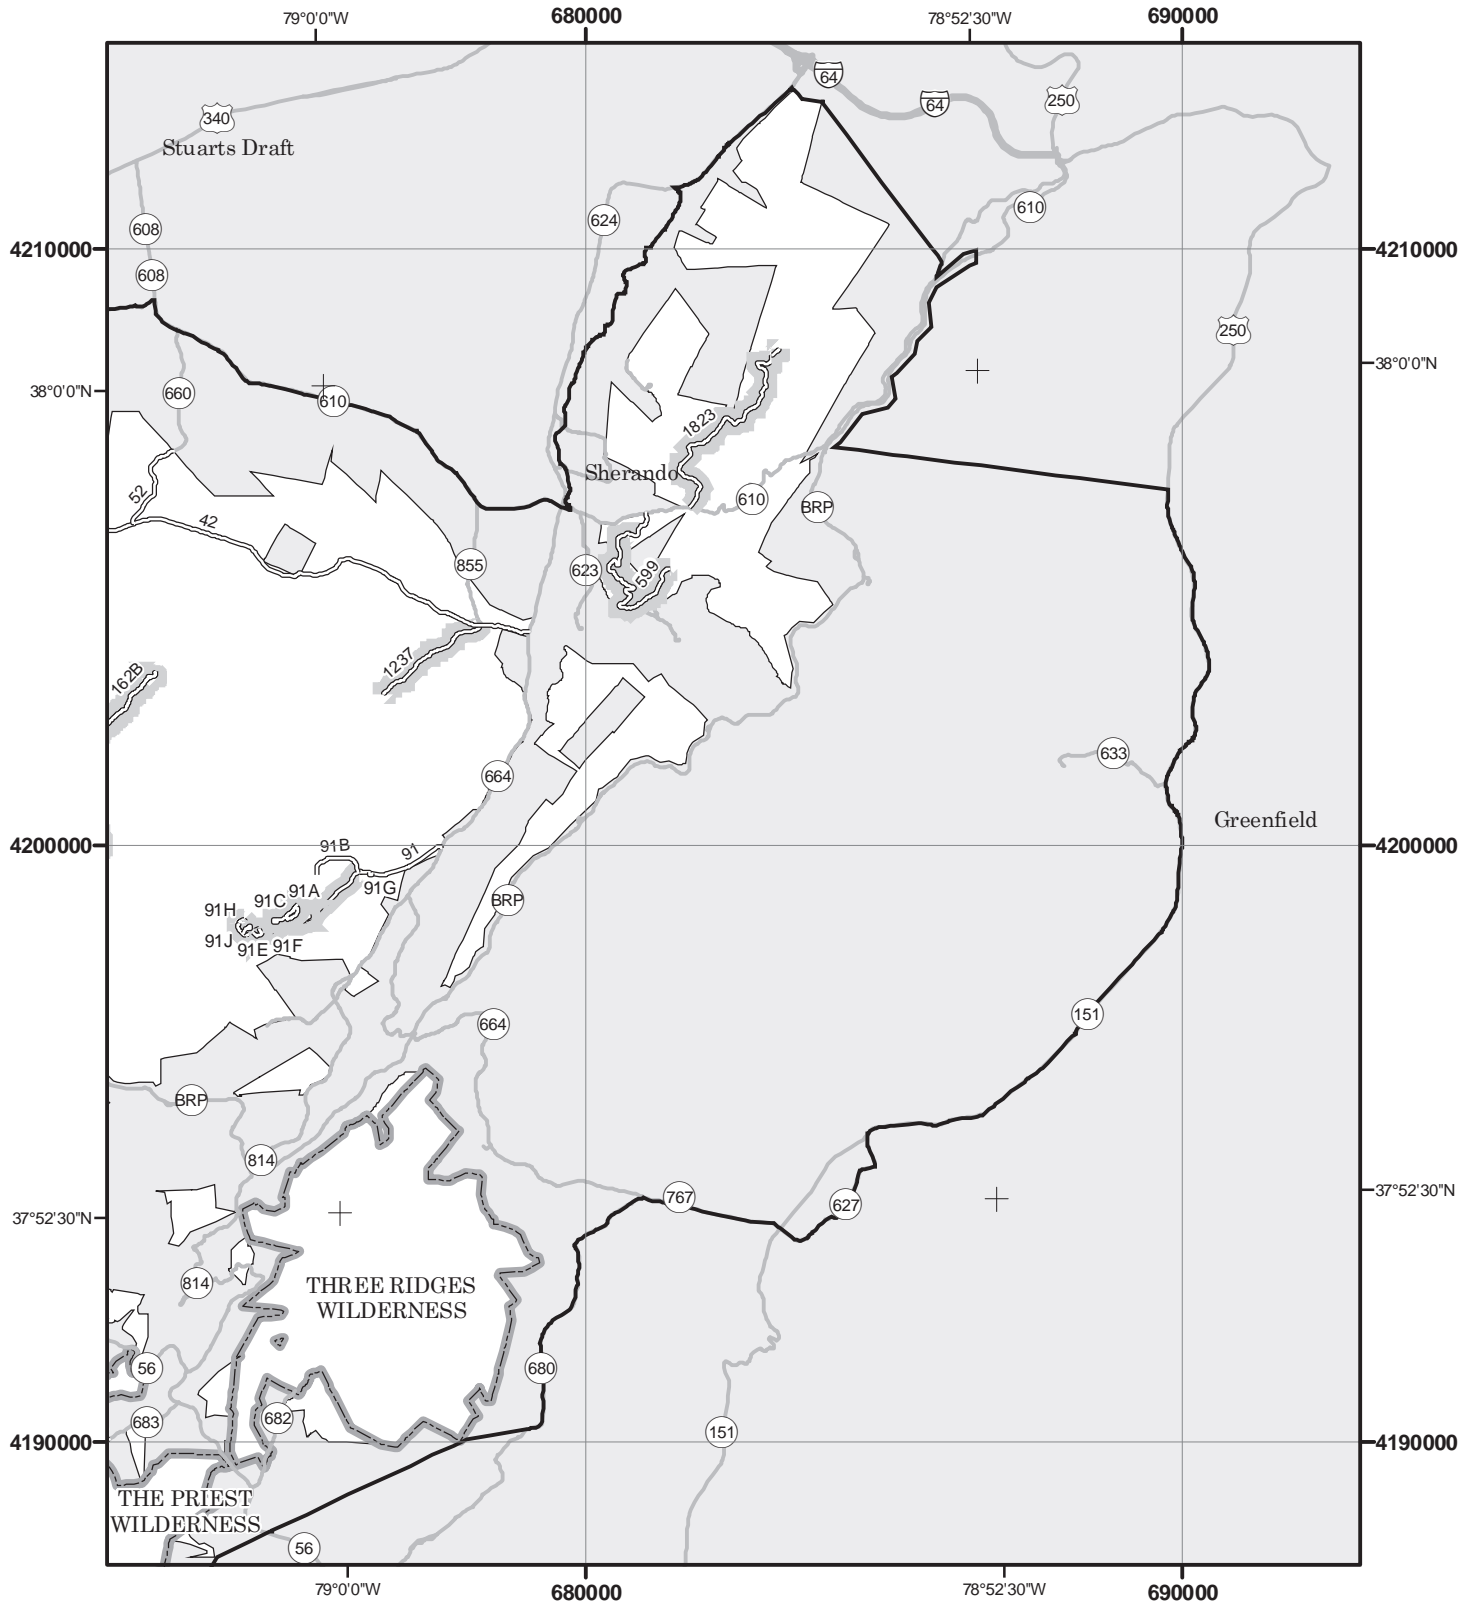 79°0'0"W
680000
78°52'30"W
690000
64
64
250
340
Stuarts Draft
610
624
608
4210000
4210000
608
250
38°0'0"N
38°0'0"N
660
610
1823
Sherando
52
610
BRP
42
855
623
599
1237
162B
633
664
Greenfield
4200000
4200000
91B
91
91G
91A
91C
91H
BRP
91J
91E
91F
151
664
BRP
814
37°52'30"N
767
627
37°52'30"N
814
THREE RIDGES
WILDERNESS
56
680
683
682
151
4190000
4190000
THE PRIEST
WILDERNESS
56
79°0'0"W
680000
78°52'30"W
690000